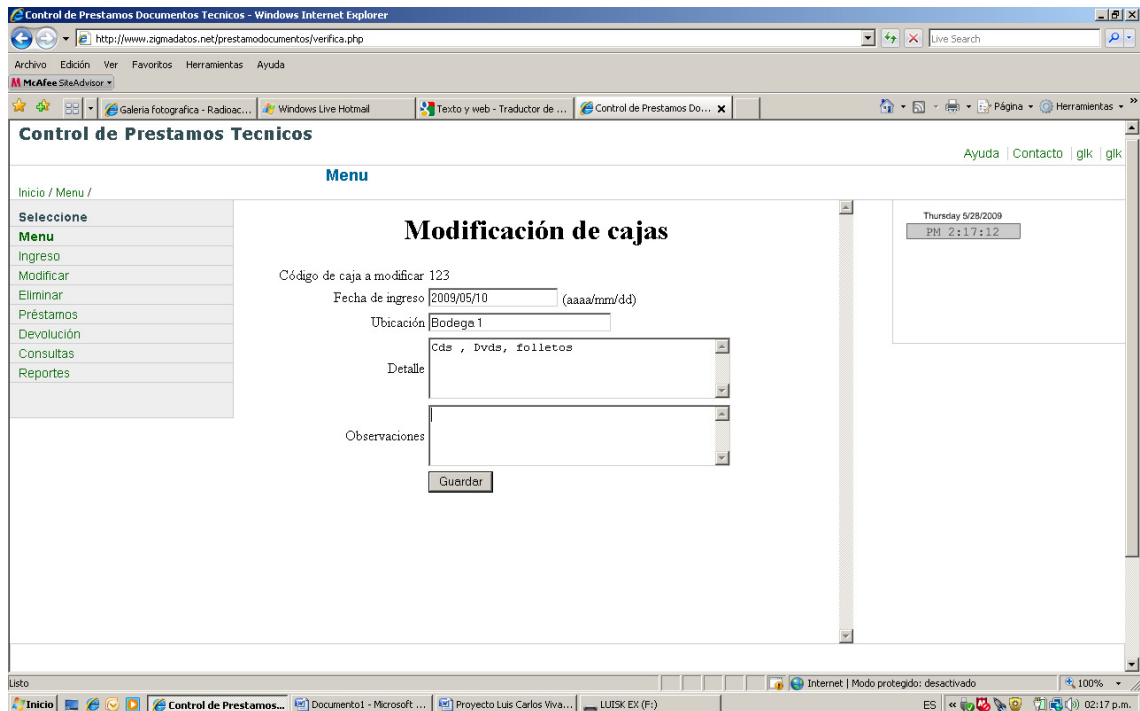 Control de Prestamos Documentos Tecnicos - Windows Internet Explorer
http://www.zigmadatos.net/prestamodocumentos/verifica.php
Live Search
Archivo Edición Ver Favoritos Herramientas Ayuda
McAfee SiteAdvisor
Galeria fotografica - Radioac... Windows Live Hotmail Texto y web - Traductor de ... Control de Prestamos Do... Página Herramientas
Control de Prestamos Tecnicos
Ayuda Contacto glk glk
Menu
Inicio / Menu /
Seleccione
Menu
Ingreso
Modificar
Eliminar
Préstamos
Devolución
Consultas
Reportes
Modificación de cajas
Código de caja a modificar 123
Fecha de ingreso 2009/05/10 (aaaa/mm/dd)
Ubicación Bodega 1
Detalle Cds , Dvds, folletos
Observaciones
Guardar
Thursday 5/28/2009
PM 2:17:12
Listo Internet | Modo protegido: desactivado 100%
Inicio Control de Prestamos... Documento1 - Microsoft ... Proyecto Luis Carlos Viva... LUISK EX (F:) ES 02:17 p.m.